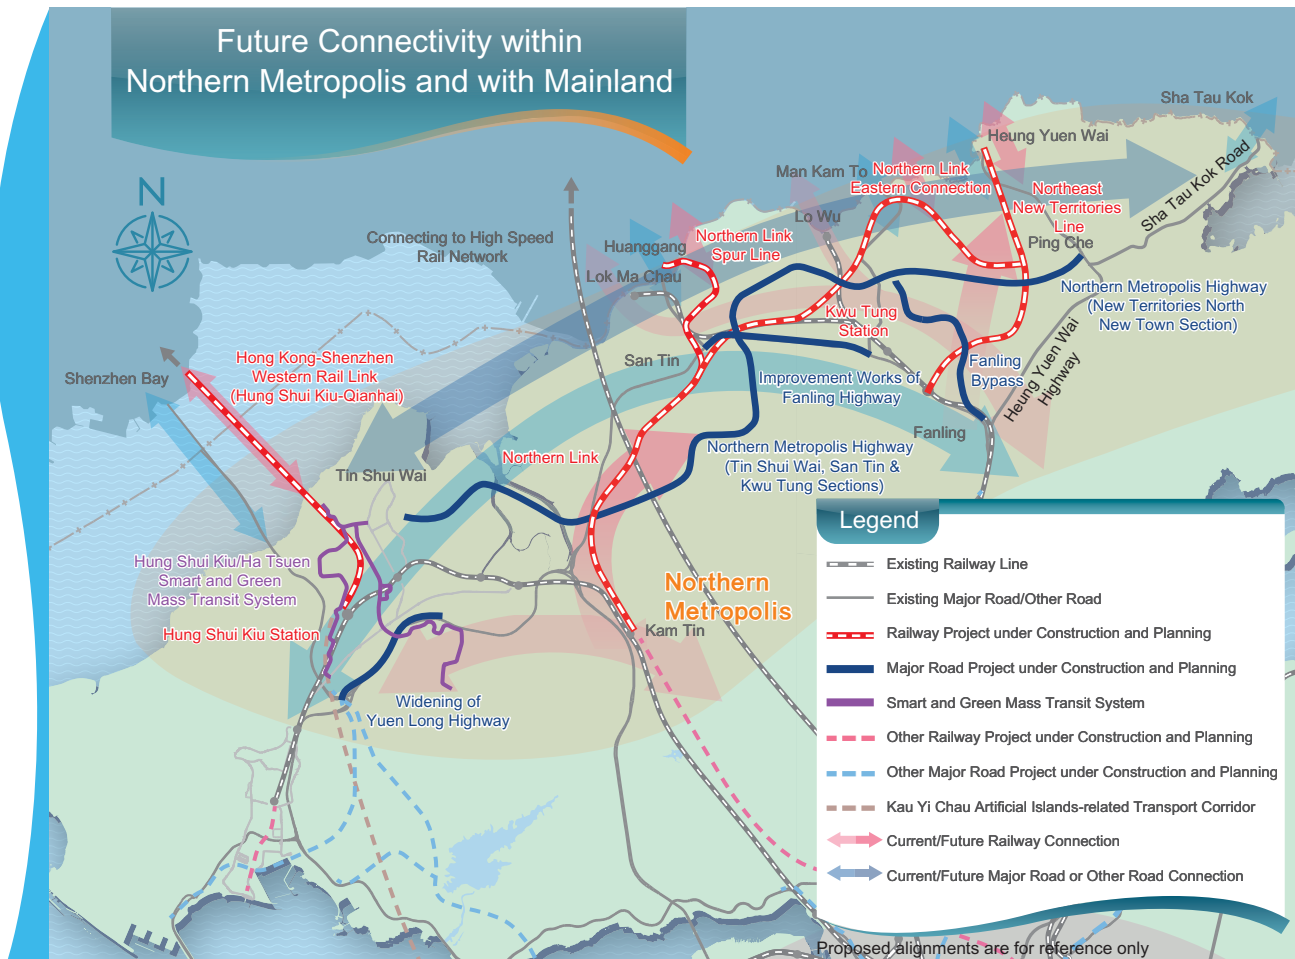 Future Connectivity within
Northern Metropolis and with Mainland
N
Sha Tau Kok
Heung Yuen Wai
Man Kam To
Northern Link
Eastern Connection
Northeast
New Territories
Line
Sha Tau Kok Road
Lo Wu
Ping Che
Connecting to High Speed
Rail Network
Huanggang
Northern Link
Spur Line
Lok Ma Chau
Northern Metropolis Highway
(New Territories North
New Town Section)
Kwu Tung
Station
Hong Kong-Shenzhen
Western Rail Link
(Hung Shui Kiu-Qianhai)
Shenzhen Bay
San Tin
Improvement Works of
Fanling Highway
Fanling
Bypass
Heung Yuen Wai
Highway
Fanling
Northern Link
Northern Metropolis Highway
(Tin Shui Wai, San Tin &
Kwu Tung Sections)
Tin Shui Wai
Hung Shui Kiu/Ha Tsuen
Smart and Green
Mass Transit System
Hung Shui Kiu Station
Northern
Metropolis
Kam Tin
Widening of
Yuen Long Highway
Legend
Existing Railway Line
Existing Major Road/Other Road
Railway Project under Construction and Planning
Major Road Project under Construction and Planning
Smart and Green Mass Transit System
Other Railway Project under Construction and Planning
Other Major Road Project under Construction and Planning
Kau Yi Chau Artificial Islands-related Transport Corridor
Current/Future Railway Connection
Current/Future Major Road or Other Road Connection
Proposed alignments are for reference only